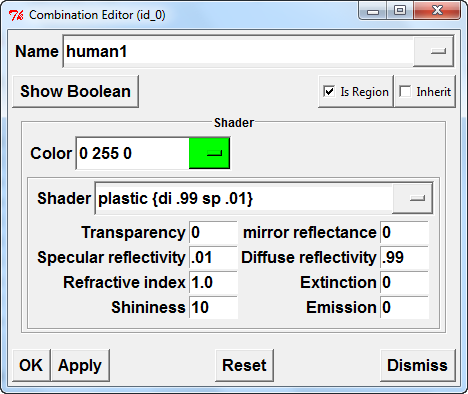 Combination Editor (id_0)
Name human1
Show Boolean Is Region Inherit
Shader
Color 0 255 0
Shader plastic {di .99 sp .01}
Transparency 0 mirror reflectance 0
Specular reflectivity .01 Diffuse reflectivity .99
Refractive index 1.0 Extinction 0
Shininess 10 Emission 0
OK Apply Reset Dismiss